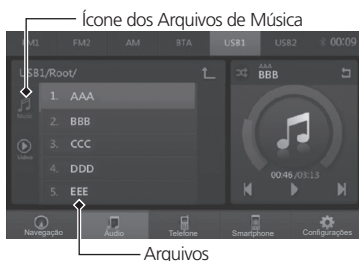 Ícone dos Arquivos de Música
FM1 FM2 AM BTA USB1 USB2 00:09
USB1/Root/
AAA
BBB
Music
1. AAA
2. BBB
Video
3. CCC
4. DDD
5. EEE
00:46/03:13
Navegação Áudio Telefone Smartphone Configurações
Arquivos